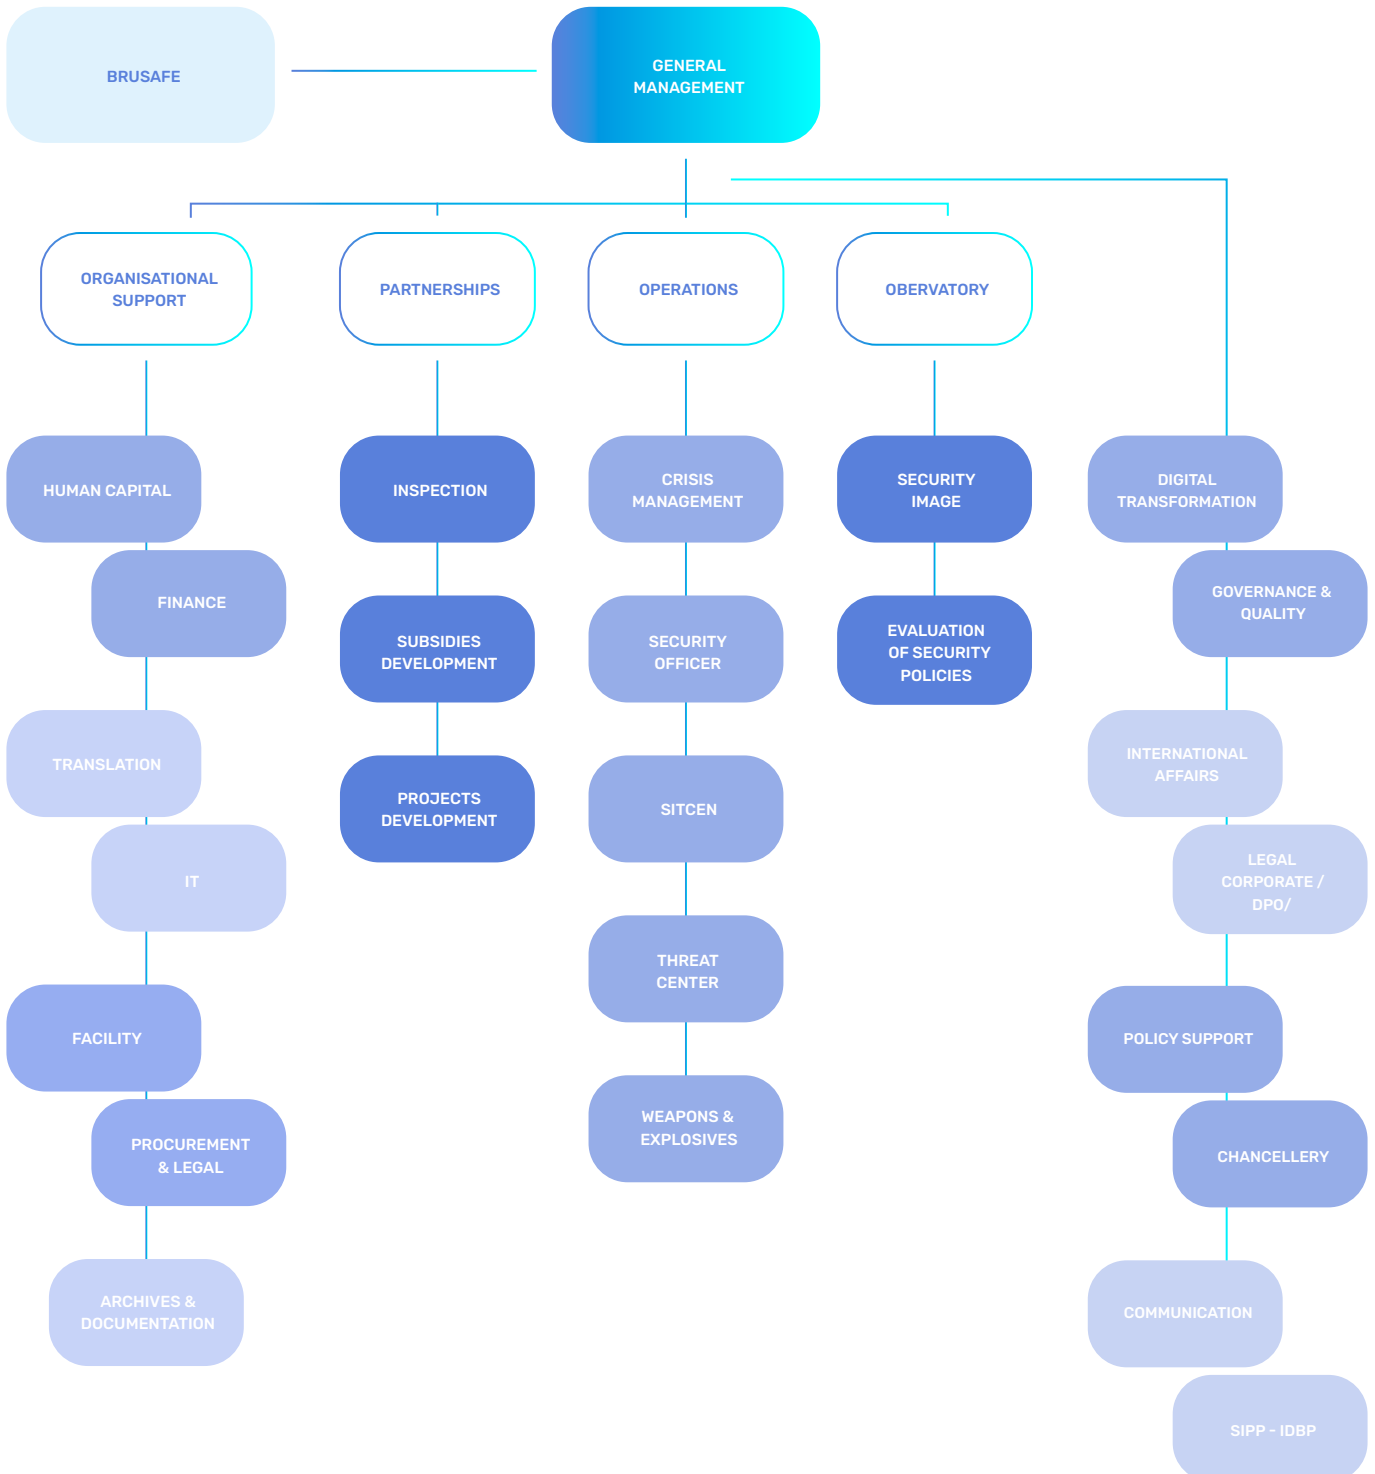 BRUSAFE
GENERAL
MANAGEMENT
ORGANISATIONAL
SUPPORT
PARTNERSHIPS
OPERATIONS
OBERVATORY
HUMAN CAPITAL
FINANCE
TRANSLATION
IT
FACILITY
PROCUREMENT
& LEGAL
ARCHIVES &
DOCUMENTATION
INSPECTION
SUBSIDIES
DEVELOPMENT
PROJECTS
DEVELOPMENT
CRISIS
MANAGEMENT
SECURITY
OFFICER
SITCEN
THREAT
CENTER
WEAPONS &
EXPLOSIVES
SECURITY
IMAGE
EVALUATION
OF SECURITY
POLICIES
DIGITAL
TRANSFORMATION
GOVERNANCE &
QUALITY
INTERNATIONAL
AFFAIRS
LEGAL
CORPORATE /
DPO/
POLICY SUPPORT
CHANCELLERY
COMMUNICATION
SIPP - IDBP